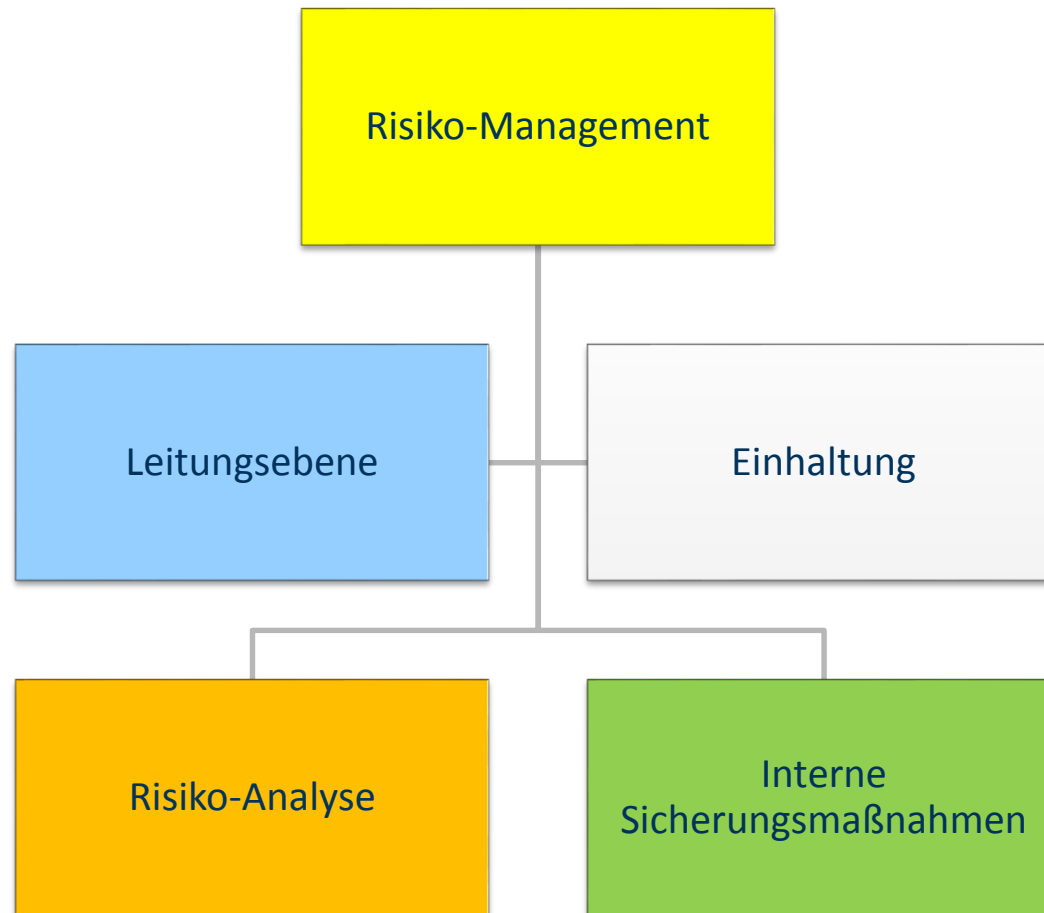 Risiko-Management
Leitungsebene
Einhaltung
Risiko-Analyse
Interne
Sicherungsmaßnahmen